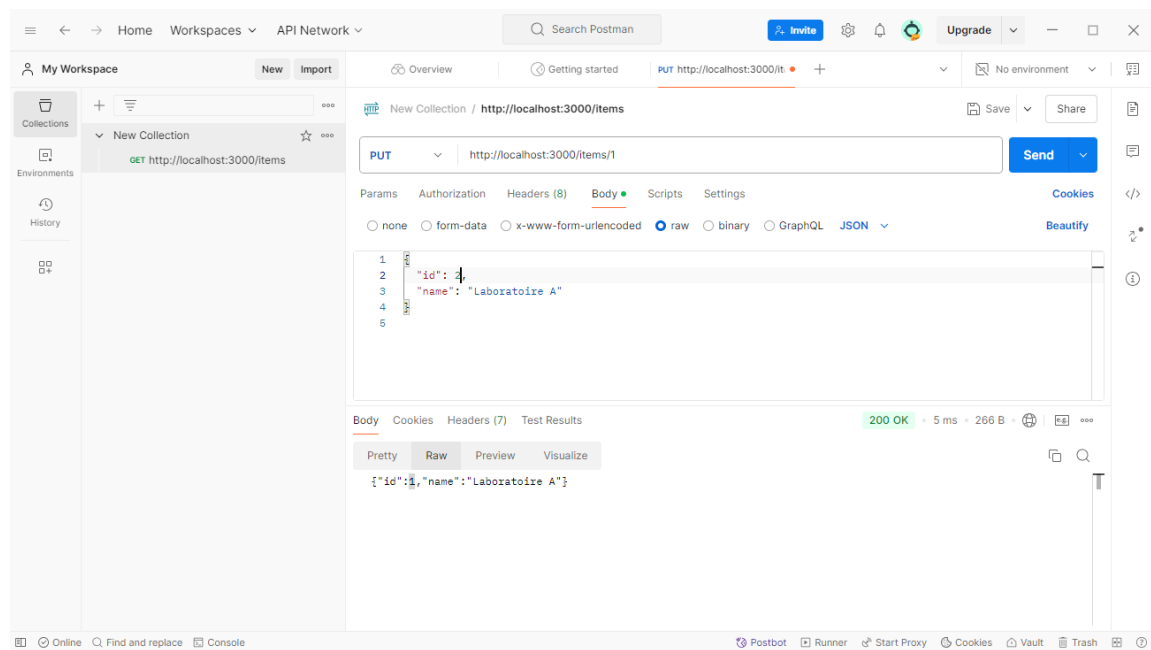 Home Workspaces API Network Search Postman Invite Upgrade
My Workspace New Import Overview Getting started PUT http://localhost:3000/it No environment
Collections
Environments
History
New Collection
GET http://localhost:3000/items
New Collection / http://localhost:3000/items Save Share
PUT http://localhost:3000/items/1 Send
Params Authorization Headers (8) Body Scripts Settings Cookies
none form-data x-www-form-urlencoded raw binary GraphQL JSON Beautify
1 {
2 "id": 2,
3 "name": "Laboratoire A"
4 }
5
Body Cookies Headers (7) Test Results 200 OK 5 ms 266 B e.g.
Pretty Raw Preview Visualize
{"id":1,"name":"Laboratoire A"}
Online Find and replace Console Postbot Runner Start Proxy Cookies Vault Trash